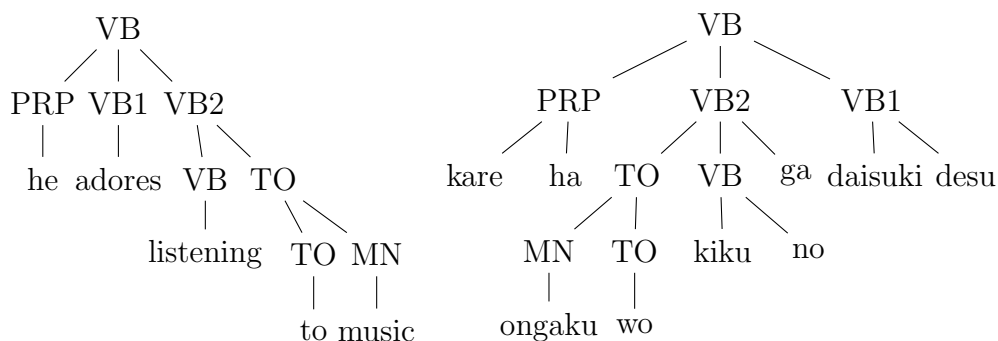 VB
PRP VB1 VB2
he adores VB TO
listening TO MN
to music
VB
PRP VB2 VB1
kare ha TO VB ga daisuki desu
MN TO kiku no
ongaku wo